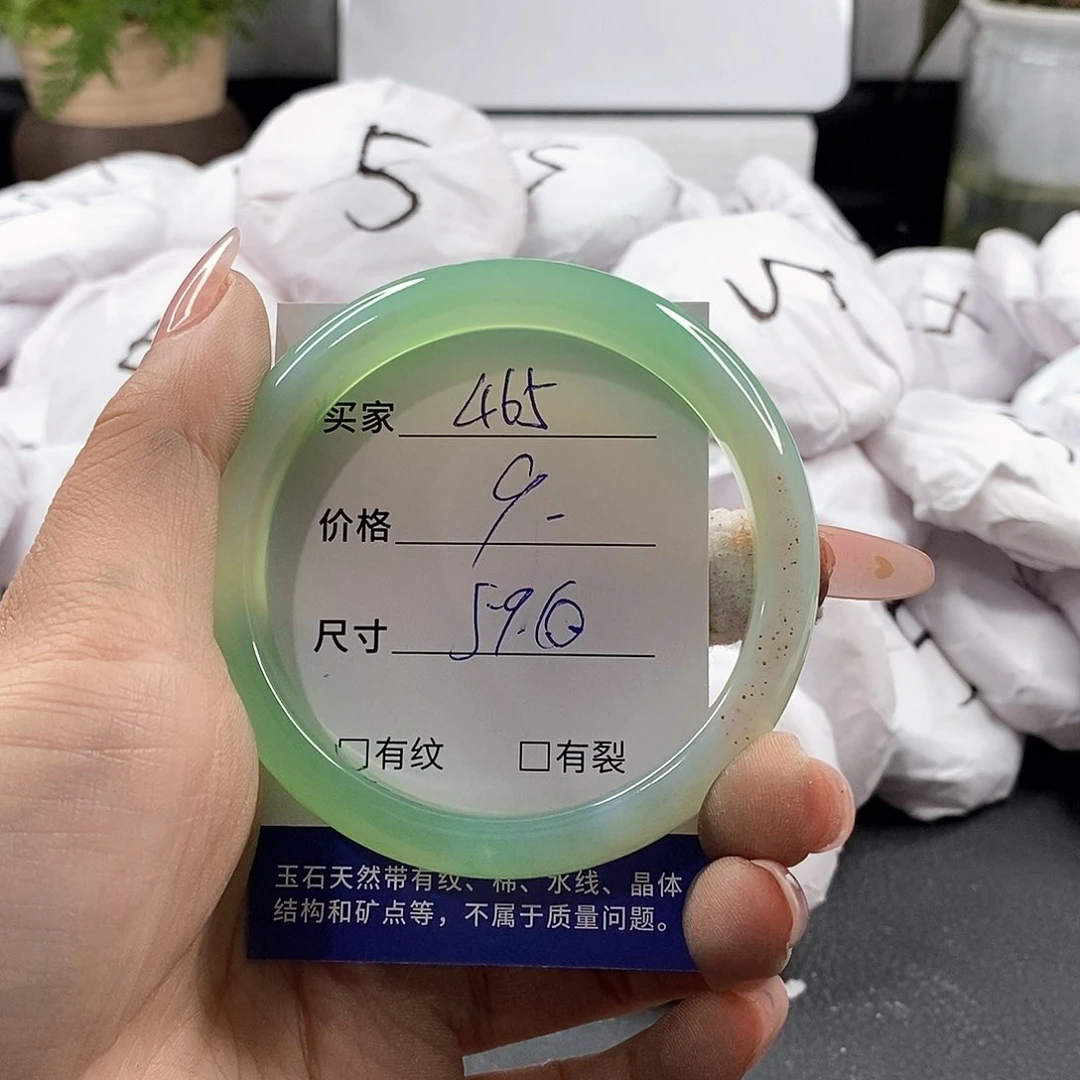 5
买家 465
价格 9-
尺寸 59.6
□有纹 □有裂
玉石天然带有纹、棉、水线、晶体
结构和矿点等，不属于质量问题。